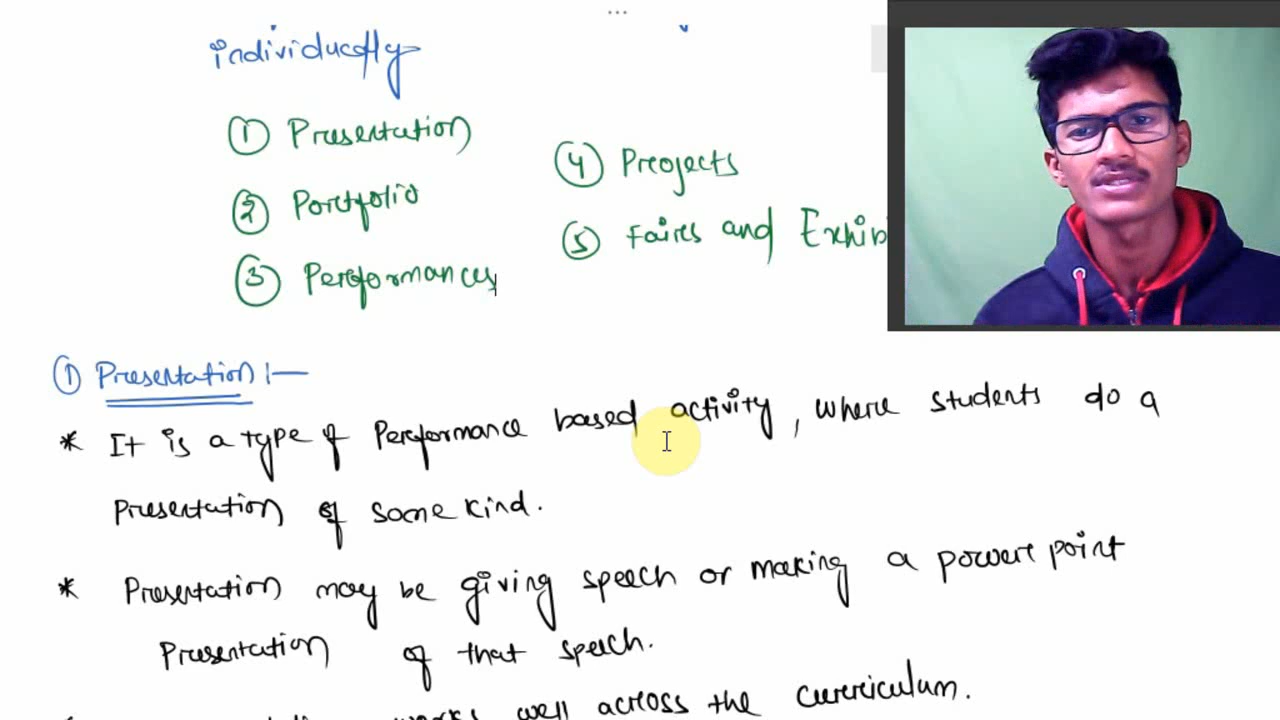 individually
① Presentation
② Portfolio
③ Performances
④ Projects
⑤ Faires and
① Presentation :—
* It is a type of Performance based activity, where students do a
Presentation of some kind.
* Presentation may be giving speech or making a power point
Presentation of that speech.
works well across the curriculum.